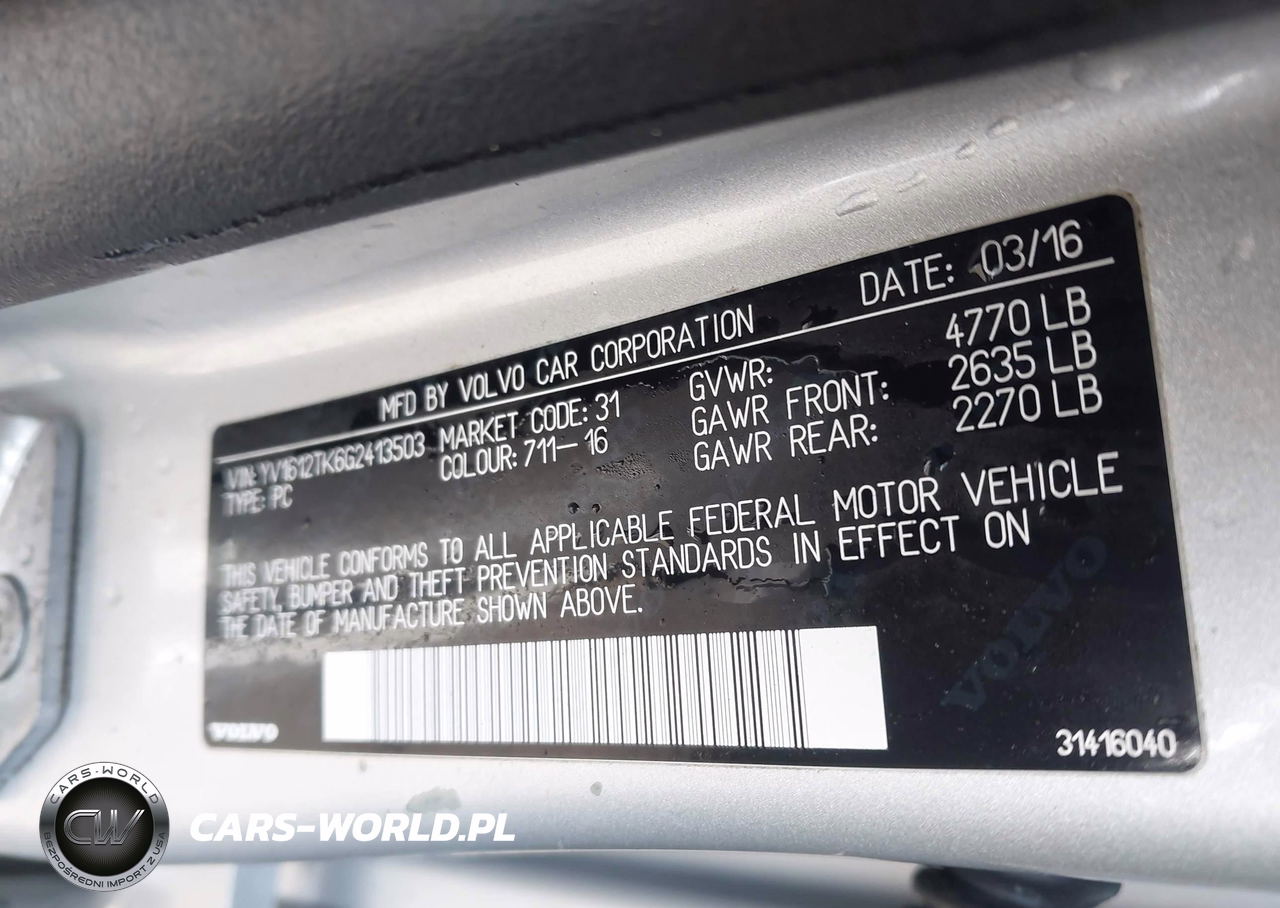 MFD BY VOLVO CAR CORPORATION DATE: 03/16
VIN: YV1612TK6G2413503 MARKET CODE: 31 GVWR: 4770 LB
TYPE: PC COLOUR: 711-16 GAWR FRONT: 2635 LB
GAWR REAR: 2270 LB
THIS VEHICLE CONFORMS TO ALL APPLICABLE FEDERAL MOTOR VEHICLE
SAFETY, BUMPER AND THEFT PREVENTION STANDARDS IN EFFECT ON
THE DATE OF MANUFACTURE SHOWN ABOVE.
VOLVO
VOLVO
31416040
CARS-WORLD
CW
BEZPOŚREDNI IMPORT Z USA
CARS-WORLD.PL